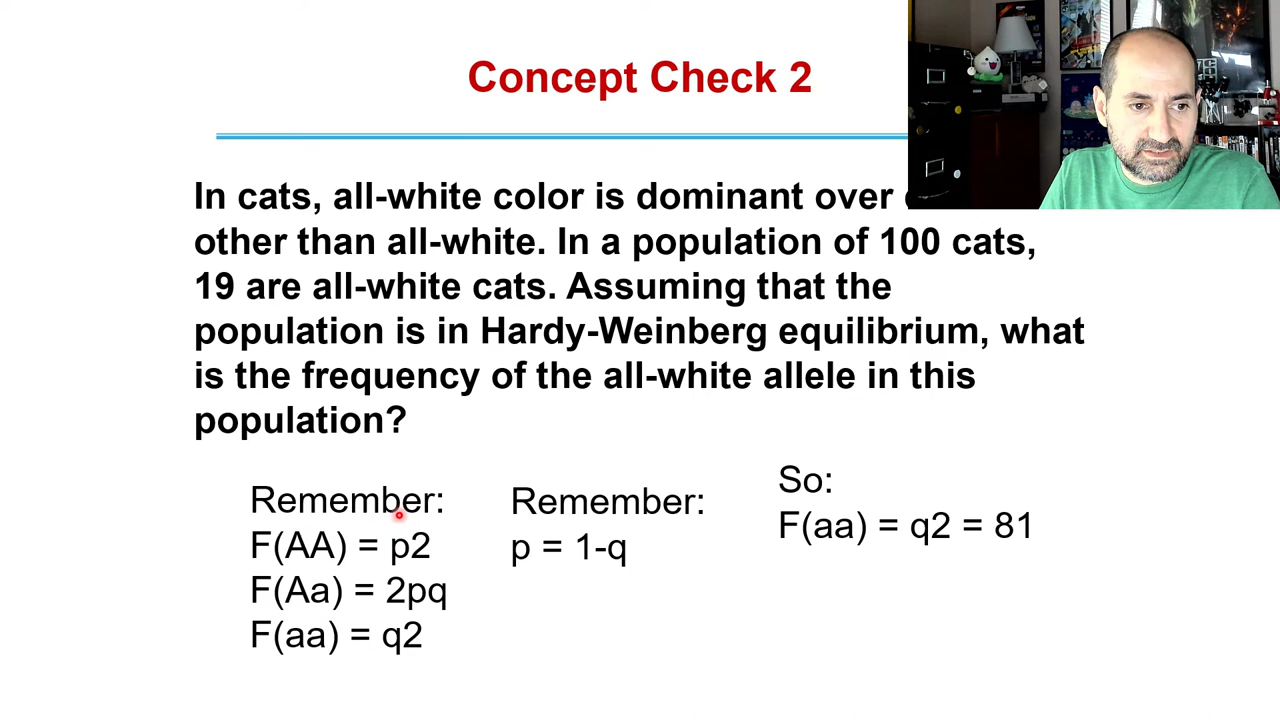 Concept Check 2
In cats, all-white color is dominant over
other than all-white. In a population of 100 cats,
19 are all-white cats. Assuming that the
population is in Hardy-Weinberg equilibrium, what
is the frequency of the all-white allele in this
population?
Remember:
F(AA) = p2
F(Aa) = 2pq
F(aa) = q2
Remember:
p = 1-q
So:
F(aa) = q2 = 81